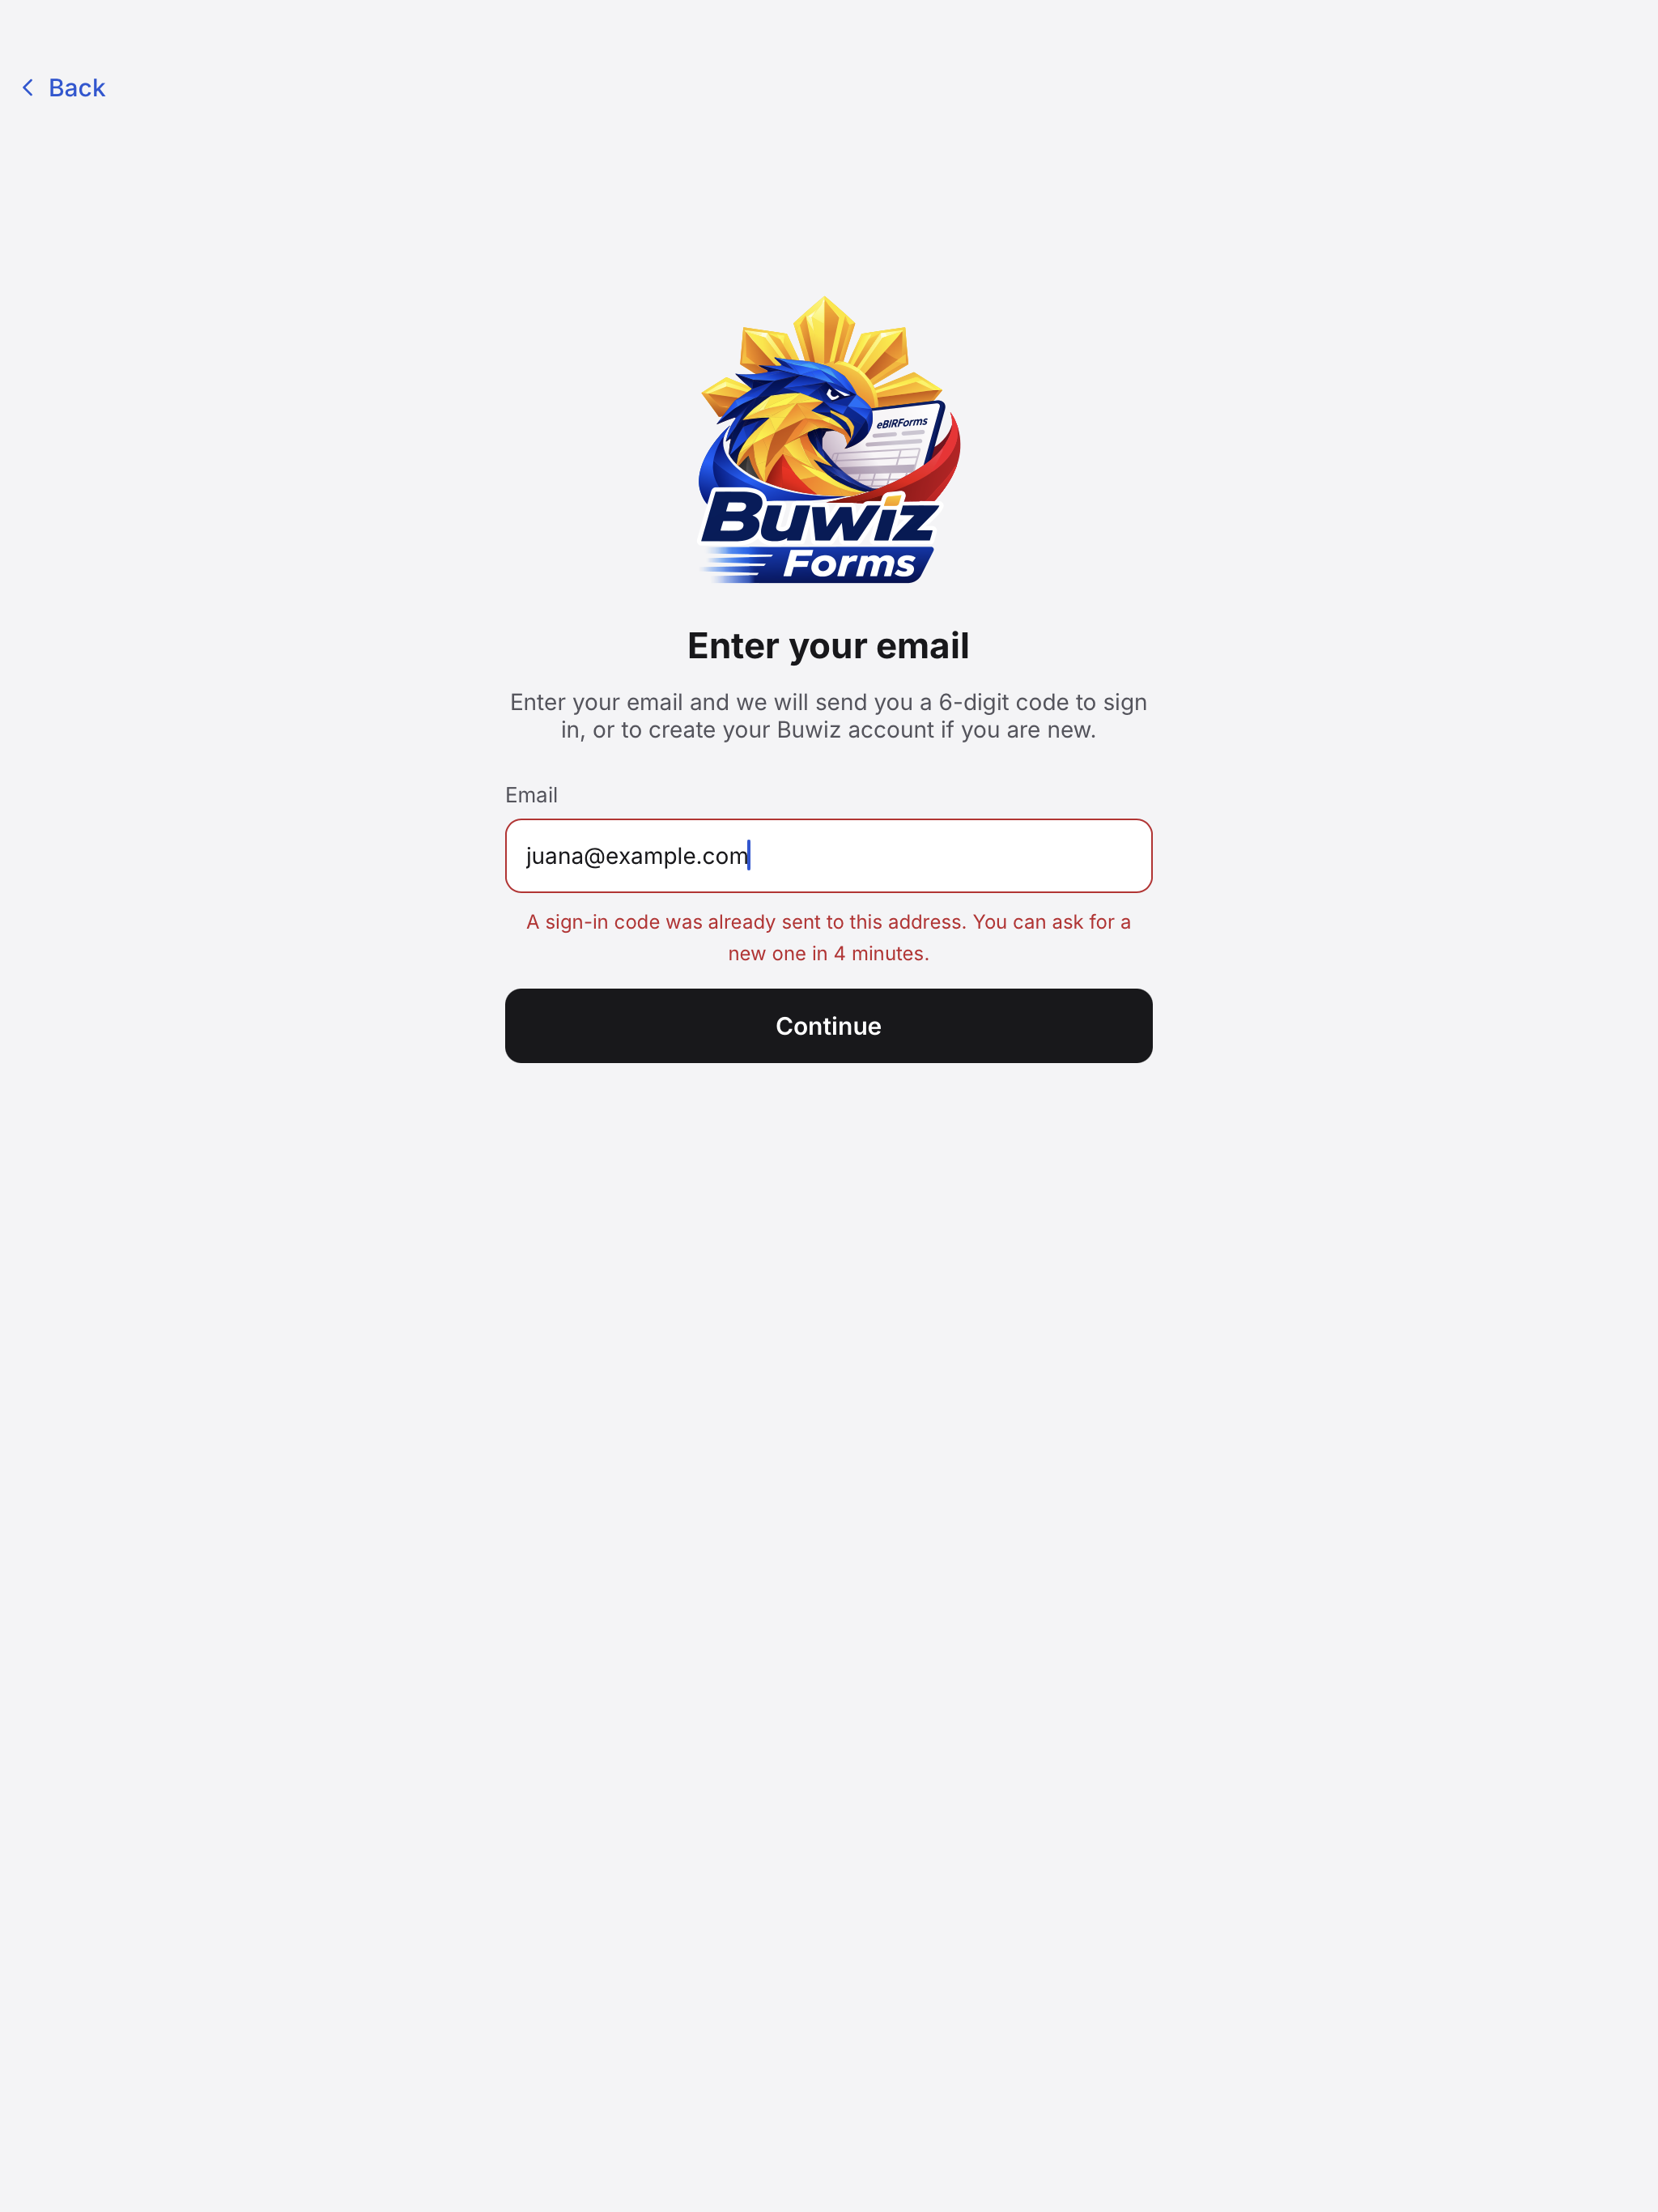 Back
eBIRForms
Buwiz
Forms
Enter your email
Enter your email and we will send you a 6-digit code to sign
in, or to create your Buwiz account if you are new.
Email
juana@example.com
A sign-in code was already sent to this address. You can ask for a
new one in 4 minutes.
Continue